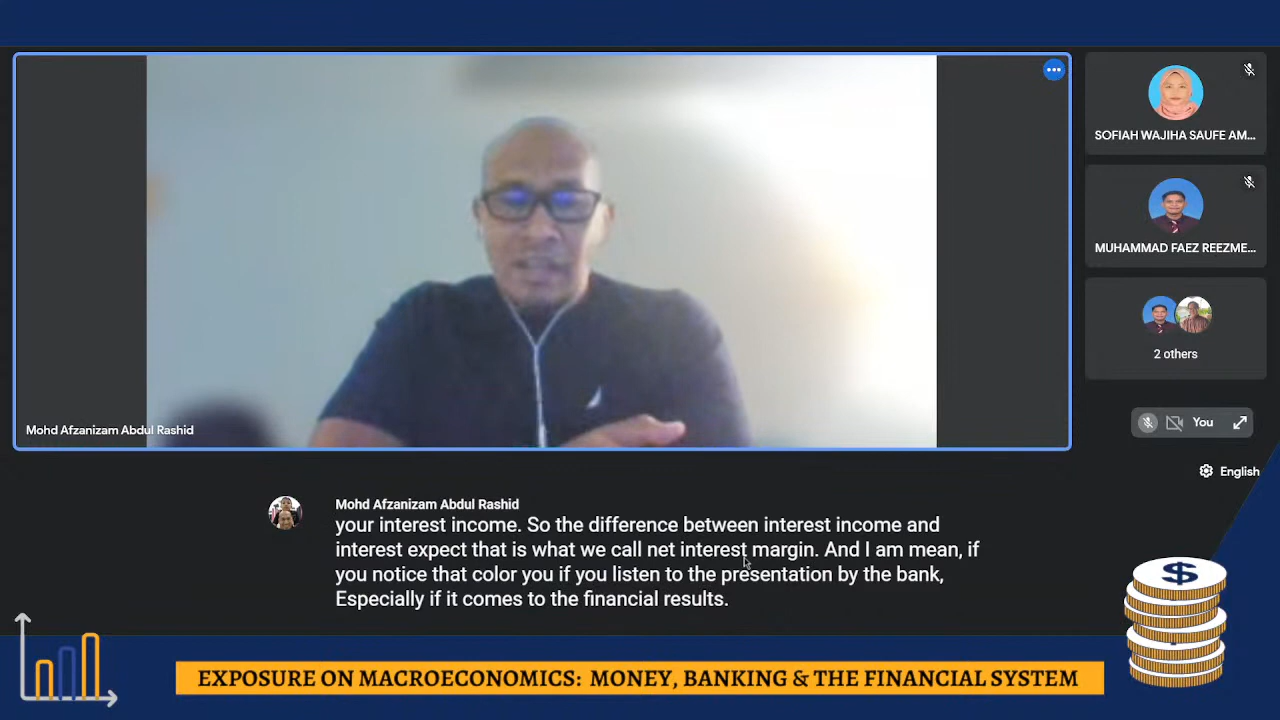 SOFIAH WAJIHA SAUFE AM...
MUHAMMAD FAEZ REEZME...
2 others
Mohd Afzanizam Abdul Rashid
You
English
Mohd Afzanizam Abdul Rashid
your interest income. So the difference between interest income and
interest expect that is what we call net interest margin. And I am mean, if
you notice that color you if you listen to the presentation by the bank,
Especially if it comes to the financial results.
$
EXPOSURE ON MACROECONOMICS: MONEY, BANKING & THE FINANCIAL SYSTEM